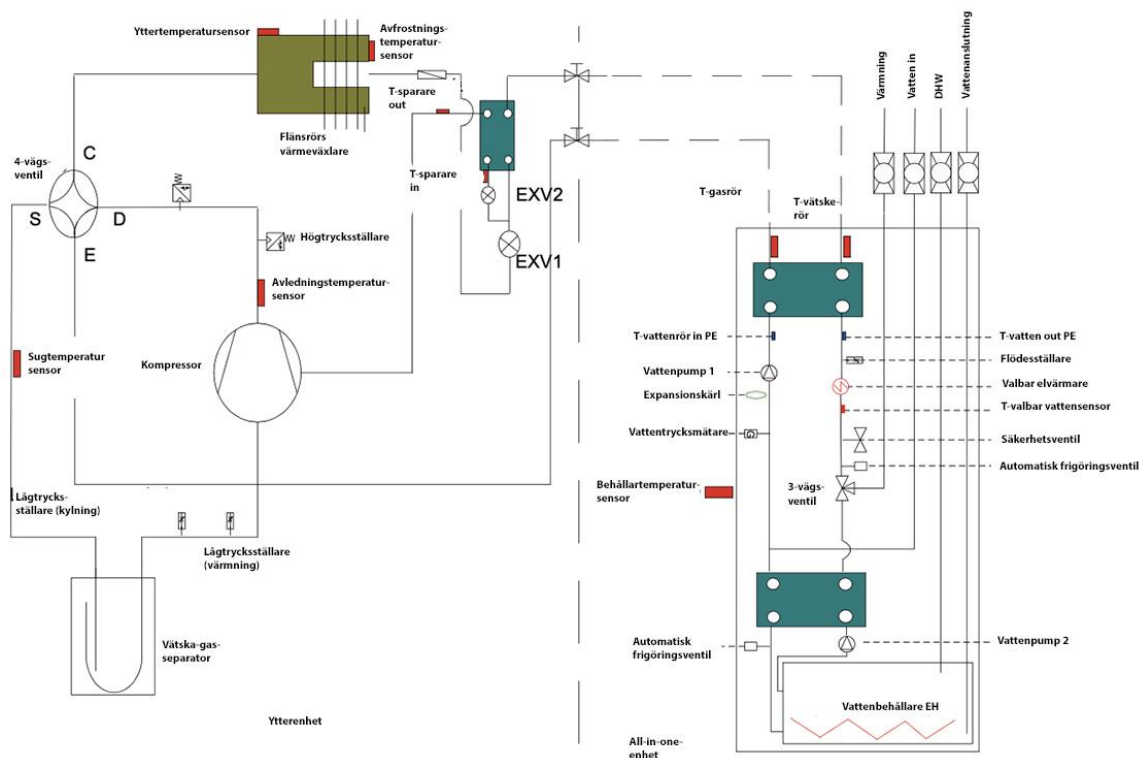 Yttertemperatursensor
Avfrostnings-
temperatur-
sensor
T-sparare
out
Flänsrörs
värmeväxlare
4-vägs-
ventil
C
S
D
E
T-sparare
in
EXV2
EXV1
Högtrycksställare
Avledningstemperatur-
sensor
Sugtemperatur
sensor
Kompressor
Lågtrycks-
ställare (kylning)
Lågtrycksställare
(värmning)
Vätska-gas-
separator
Ytterenhet
Värmning
Vatten in
DHW
Vattenanslutning
T-gasrör
T-vätske-
rör
T-vattenrör in PE
T-vatten out PE
Vattenpump 1
Flödesställare
Expansionskärl
Valbar elvärmare
T-valbar vattensensor
Vattentrycksmätare
Säkerhetsventil
Automatisk frigöringsventil
Behållartemperatur-
sensor
3-vägs-
ventil
Automatisk
frigöringsventil
Vattenpump 2
Vattenbehållare EH
All-in-one-
enhet